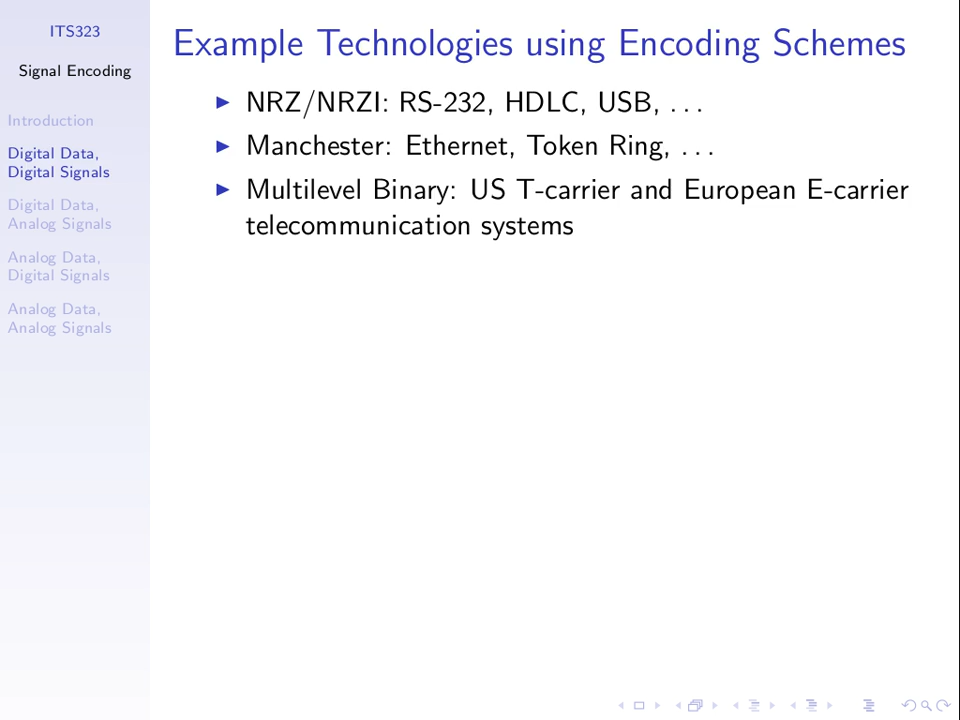 ITS323
Signal Encoding
Introduction
Digital Data,
Digital Signals
Digital Data,
Analog Signals
Analog Data,
Digital Signals
Analog Data,
Analog Signals
Example Technologies using Encoding Schemes
▶ NRZ/NRZI: RS-232, HDLC, USB, . . .
▶ Manchester: Ethernet, Token Ring, . . .
▶ Multilevel Binary: US T-carrier and European E-carrier
telecommunication systems